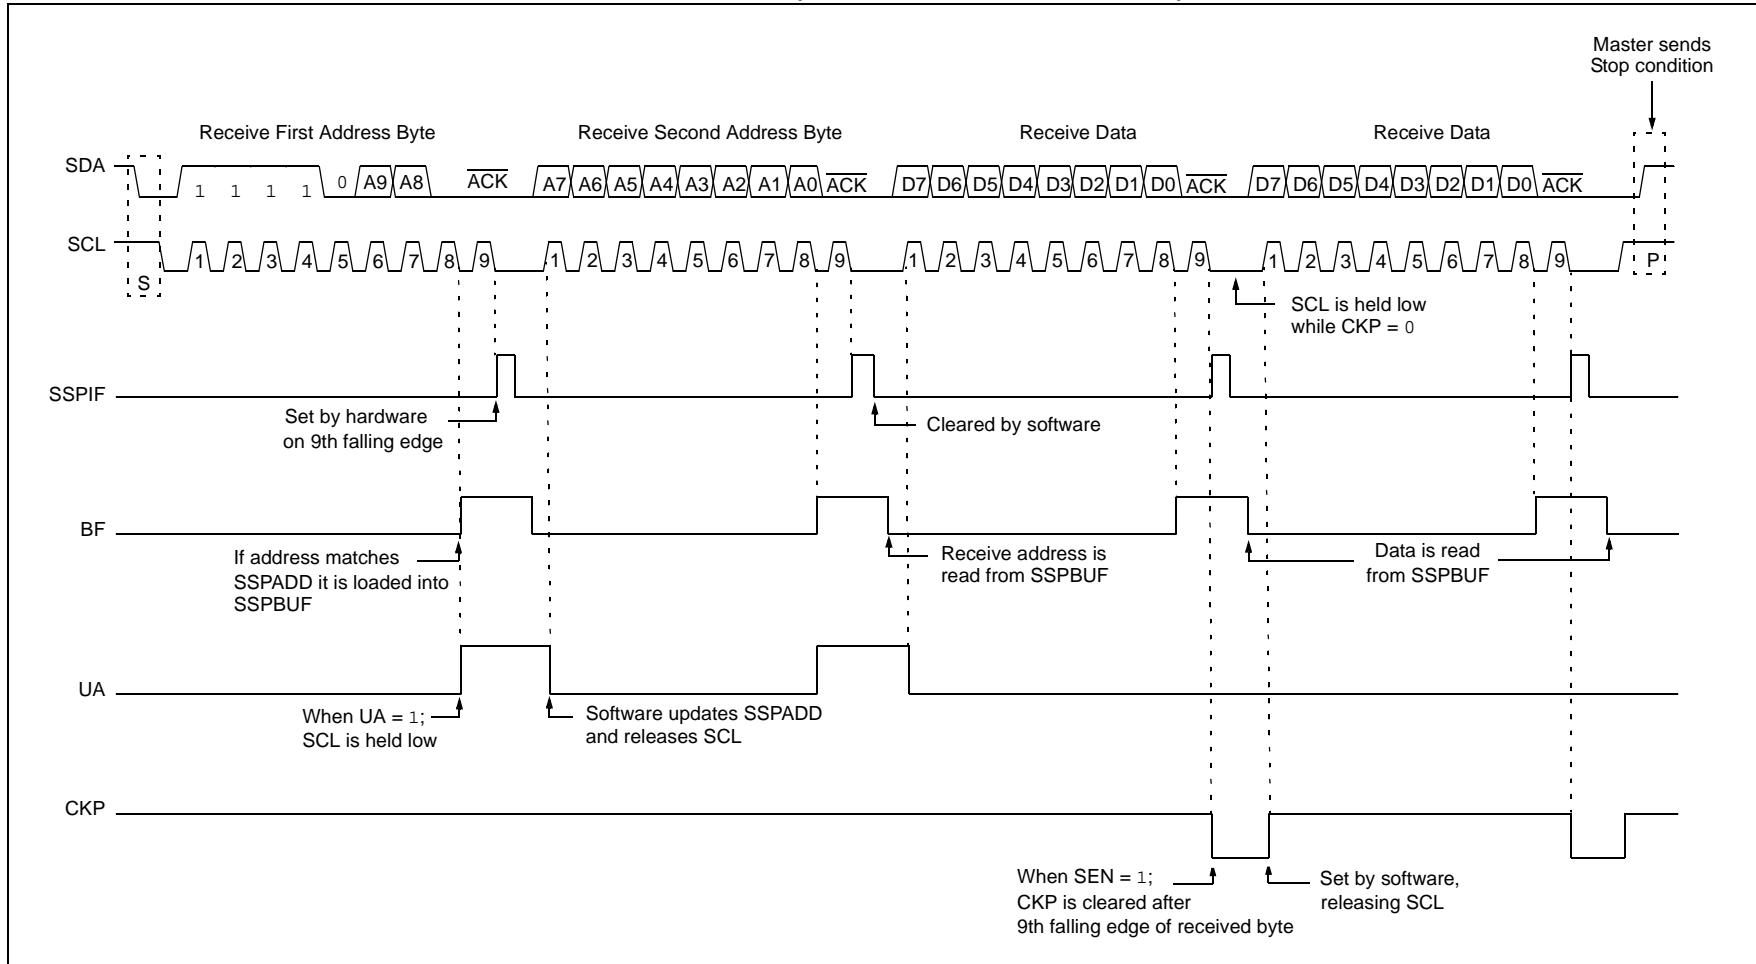 Master sends
Stop condition
Receive First Address Byte
Receive Second Address Byte
Receive Data
Receive Data
SDA
1 1 1 1 0 A9 A8 ACK A7 A6 A5 A4 A3 A2 A1 A0 ACK D7 D6 D5 D4 D3 D2 D1 D0 ACK D7 D6 D5 D4 D3 D2 D1 D0 ACK
SCL
S 1 2 3 4 5 6 7 8 9 1 2 3 4 5 6 7 8 9 1 2 3 4 5 6 7 8 9 1 2 3 4 5 6 7 8 9 P
SCL is held low
while CKP = 0
SSPIF
Set by hardware
on 9th falling edge
Cleared by software
BF
If address matches
SSPADD it is loaded into
SSPBUF
Receive address is
read from SSPBUF
Data is read
from SSPBUF
UA
When UA = 1;
SCL is held low
Software updates SSPADD
and releases SCL
CKP
When SEN = 1;
CKP is cleared after
9th falling edge of received byte
Set by software,
releasing SCL